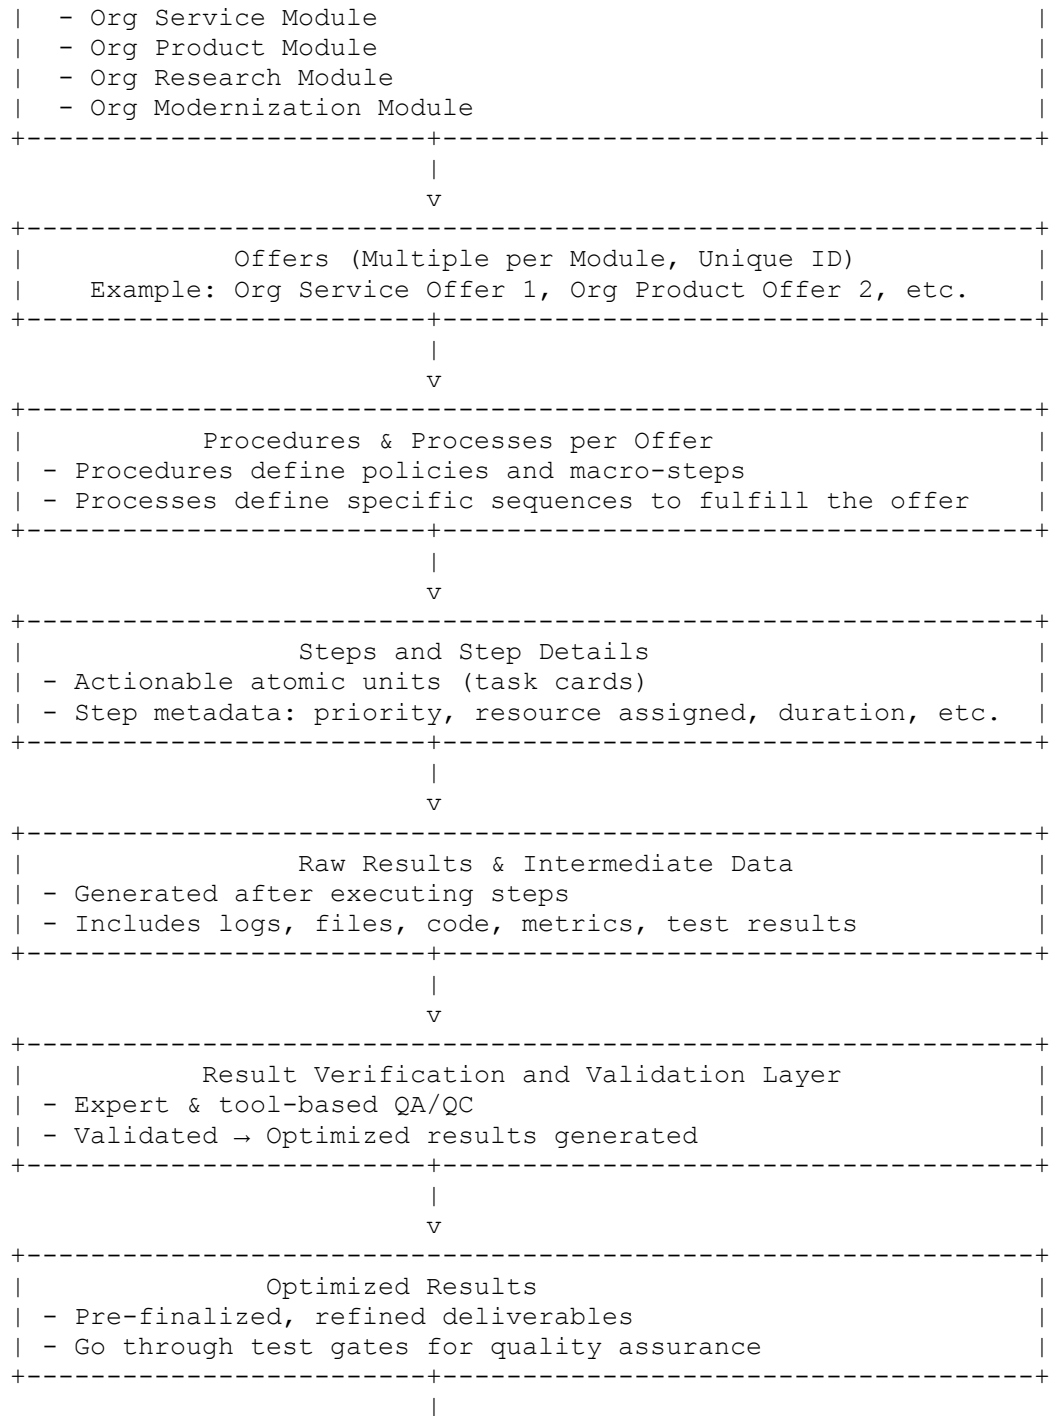 |  - Org Service Module                                         |
|  - Org Product Module                                         |
|  - Org Research Module                                        |
|  - Org Modernization Module                                   |
+-------------------------+--------------------------------------+
                          |
                          v
+----------------------------------------------------------------+
|             Offers (Multiple per Module, Unique ID)            |
|    Example: Org Service Offer 1, Org Product Offer 2, etc.     |
+-------------------------+--------------------------------------+
                          |
                          v
+----------------------------------------------------------------+
|           Procedures & Processes per Offer                     |
| - Procedures define policies and macro-steps                   |
| - Processes define specific sequences to fulfill the offer     |
+-------------------------+--------------------------------------+
                          |
                          v
+----------------------------------------------------------------+
|                 Steps and Step Details                         |
| - Actionable atomic units (task cards)                         |
| - Step metadata: priority, resource assigned, duration, etc.   |
+-------------------------+--------------------------------------+
                          |
                          v
+----------------------------------------------------------------+
|                 Raw Results & Intermediate Data                |
| - Generated after executing steps                              |
| - Includes logs, files, code, metrics, test results            |
+-------------------------+--------------------------------------+
                          |
                          v
+----------------------------------------------------------------+
|           Result Verification and Validation Layer             |
| - Expert & tool-based QA/QC                                    |
| - Validated → Optimized results generated                      |
+-------------------------+--------------------------------------+
                          |
                          v
+----------------------------------------------------------------+
|               Optimized Results                                |
| - Pre-finalized, refined deliverables                          |
| - Go through test gates for quality assurance                  |
+-------------------------+--------------------------------------+
                          |